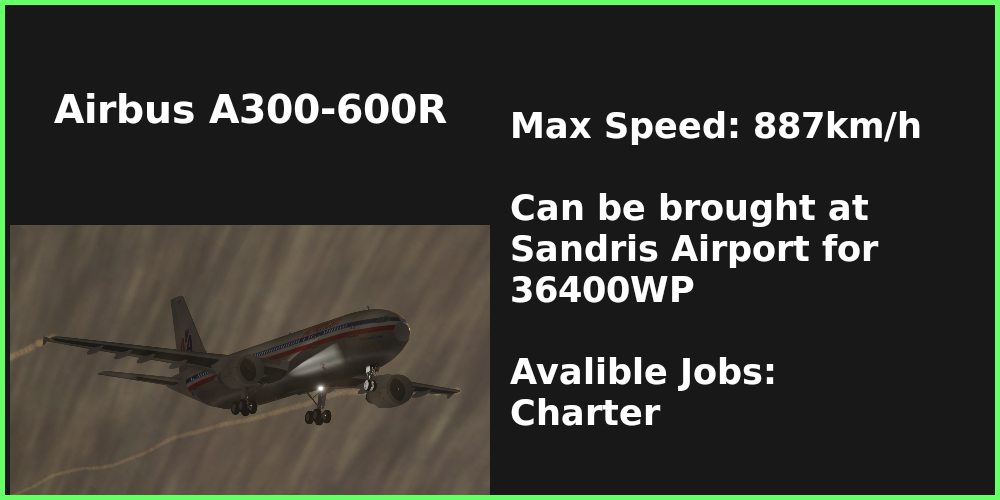 Airbus A300-600R
Max Speed: 887km/h
Can be brought at
Sandris Airport for
36400WP
Avalible Jobs:
Charter